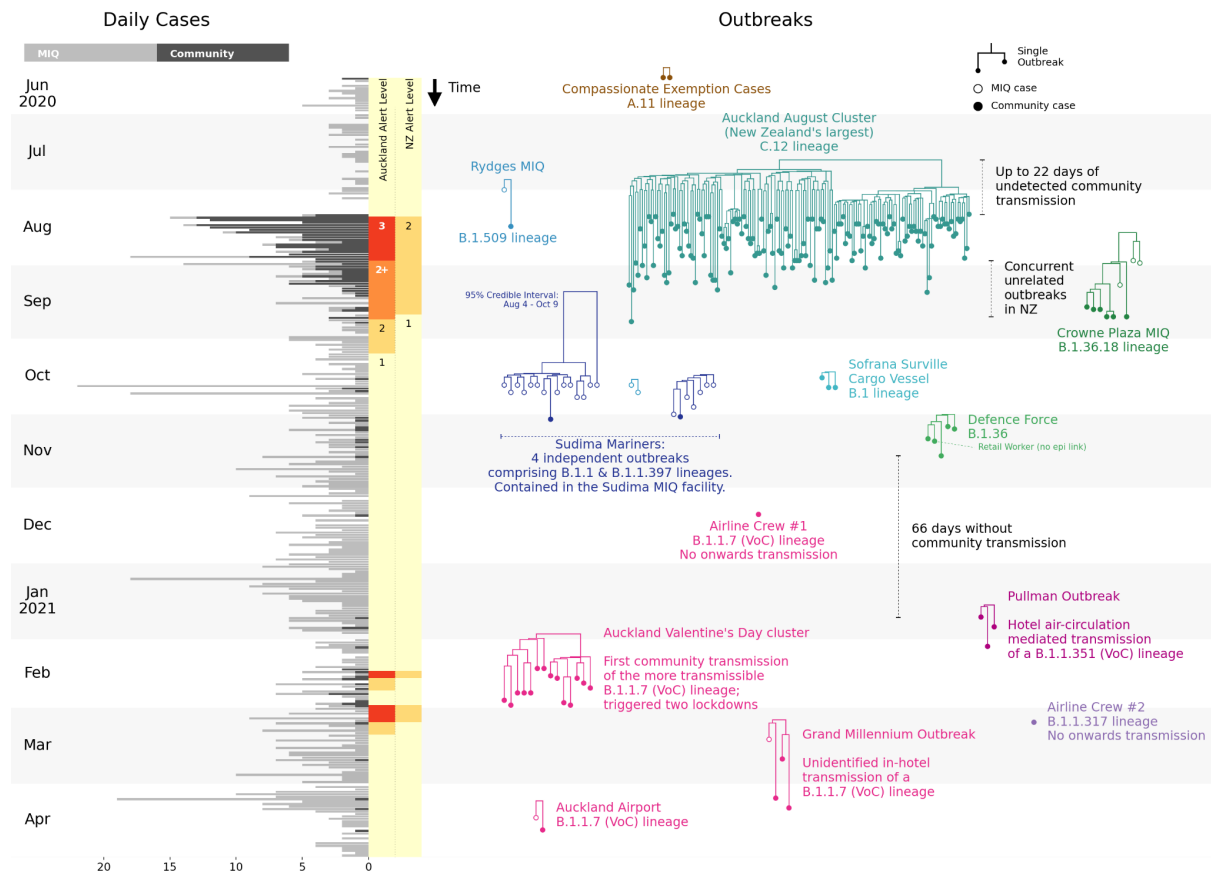 Daily Cases
Outbreaks
MIQ
Community
Auckland Alert Level
NZ Alert Level
Time
Single
Outbreak
MIQ case
Community case
Jun
2020
Jul
Aug
Sep
Oct
Nov
Dec
Jan
2021
Feb
Mar
Apr
3
2+
2
1
2
1
20
15
10
5
0
Compassionate Exemption Cases
A.11 lineage
Auckland August Cluster
(New Zealand's largest)
C.12 lineage
Rydges MIQ
B.1.509 lineage
Up to 22 days of
undetected community
transmission
Concurrent
unrelated
outbreaks
in NZ
Crowne Plaza MIQ
B.1.36.18 lineage
95% Credible Interval:
Aug 4 - Oct 9
Sofrana Surville
Cargo Vessel
B.1 lineage
Defence Force
B.1.36
Retail Worker (no epi link)
Sudima Mariners:
4 independent outbreaks
comprising B.1.1 & B.1.1.397 lineages.
Contained in the Sudima MIQ facility.
Airline Crew #1
B.1.1.7 (VoC) lineage
No onwards transmission
66 days without
community transmission
Pullman Outbreak
Hotel air-circulation
mediated transmission
of a B.1.1.351 (VoC) lineage
Auckland Valentine's Day cluster
First community transmission
of the more transmissible
B.1.1.7 (VoC) lineage;
triggered two lockdowns
Airline Crew #2
B.1.1.317 lineage
No onwards transmission
Grand Millennium Outbreak
Unidentified in-hotel
transmission of a
B.1.1.7 (VoC) lineage
Auckland Airport
B.1.1.7 (VoC) lineage